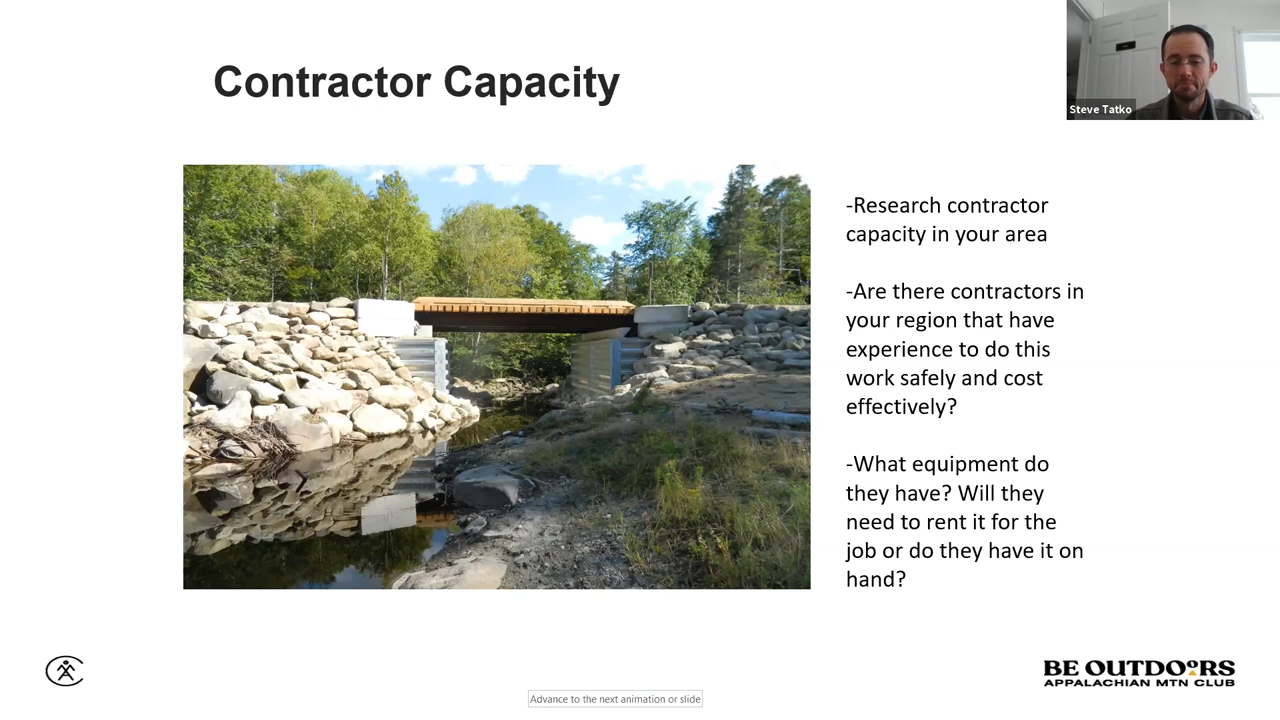 Contractor Capacity
Steve Tatko
-Research contractor
capacity in your area
-Are there contractors in
your region that have
experience to do this
work safely and cost
effectively?
-What equipment do
they have? Will they
need to rent it for the
job or do they have it on
hand?
BE OUTDOORS
APPALACHIAN MTN CLUB
Advance to the next animation or slide